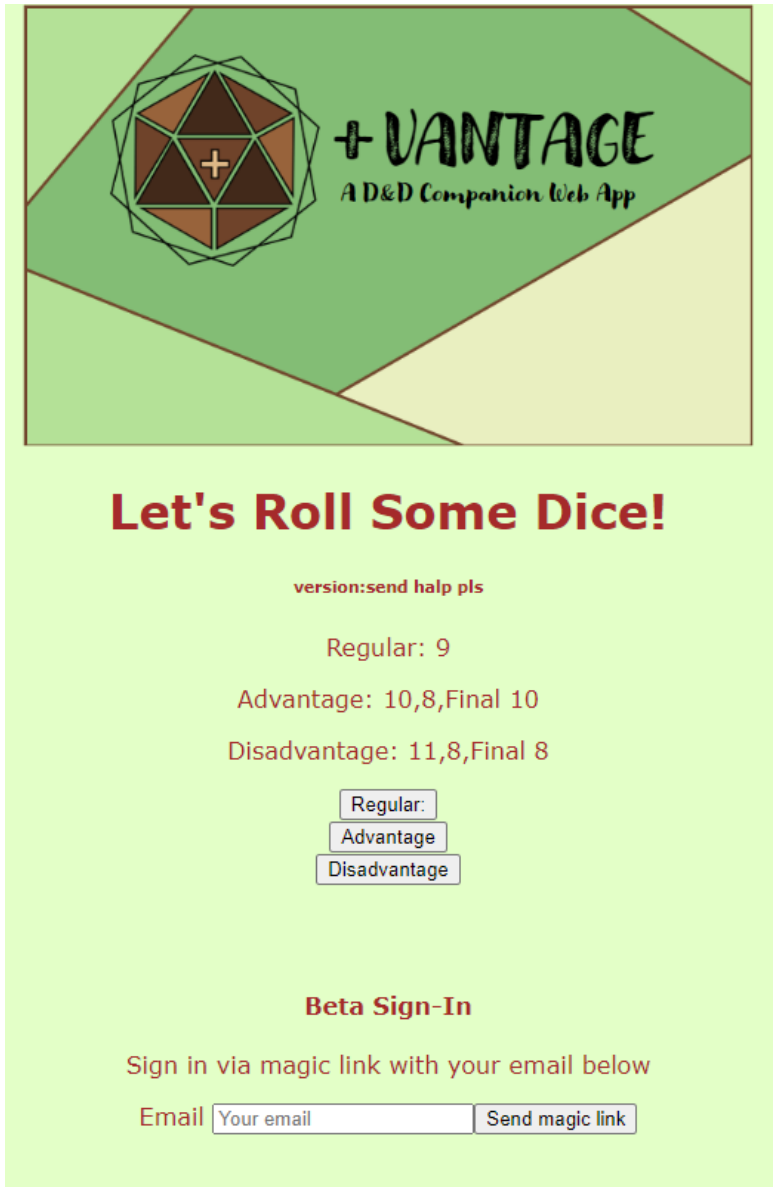 + VANTAGE
A D&D Companion Web App
+
Let's Roll Some Dice!
version:send halp pls
Regular: 9
Advantage: 10,8,Final 10
Disadvantage: 11,8,Final 8
Regular:
Advantage
Disadvantage
Beta Sign-In
Sign in via magic link with your email below
Email Your email Send magic link